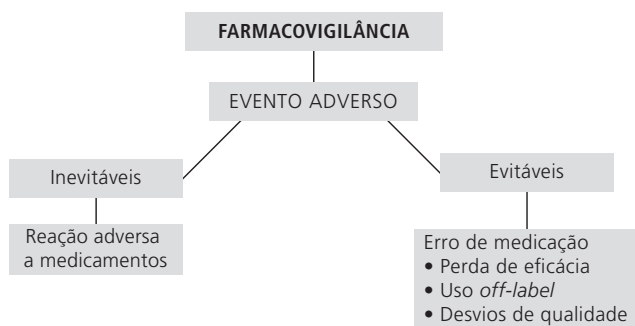 FARMACOVIGILÂNCIA
EVENTO ADVERSO
Inevitáveis
Evitáveis
Reação adversa
a medicamentos
Erro de medicação
• Perda de eficácia
• Uso off-label
• Desvios de qualidade